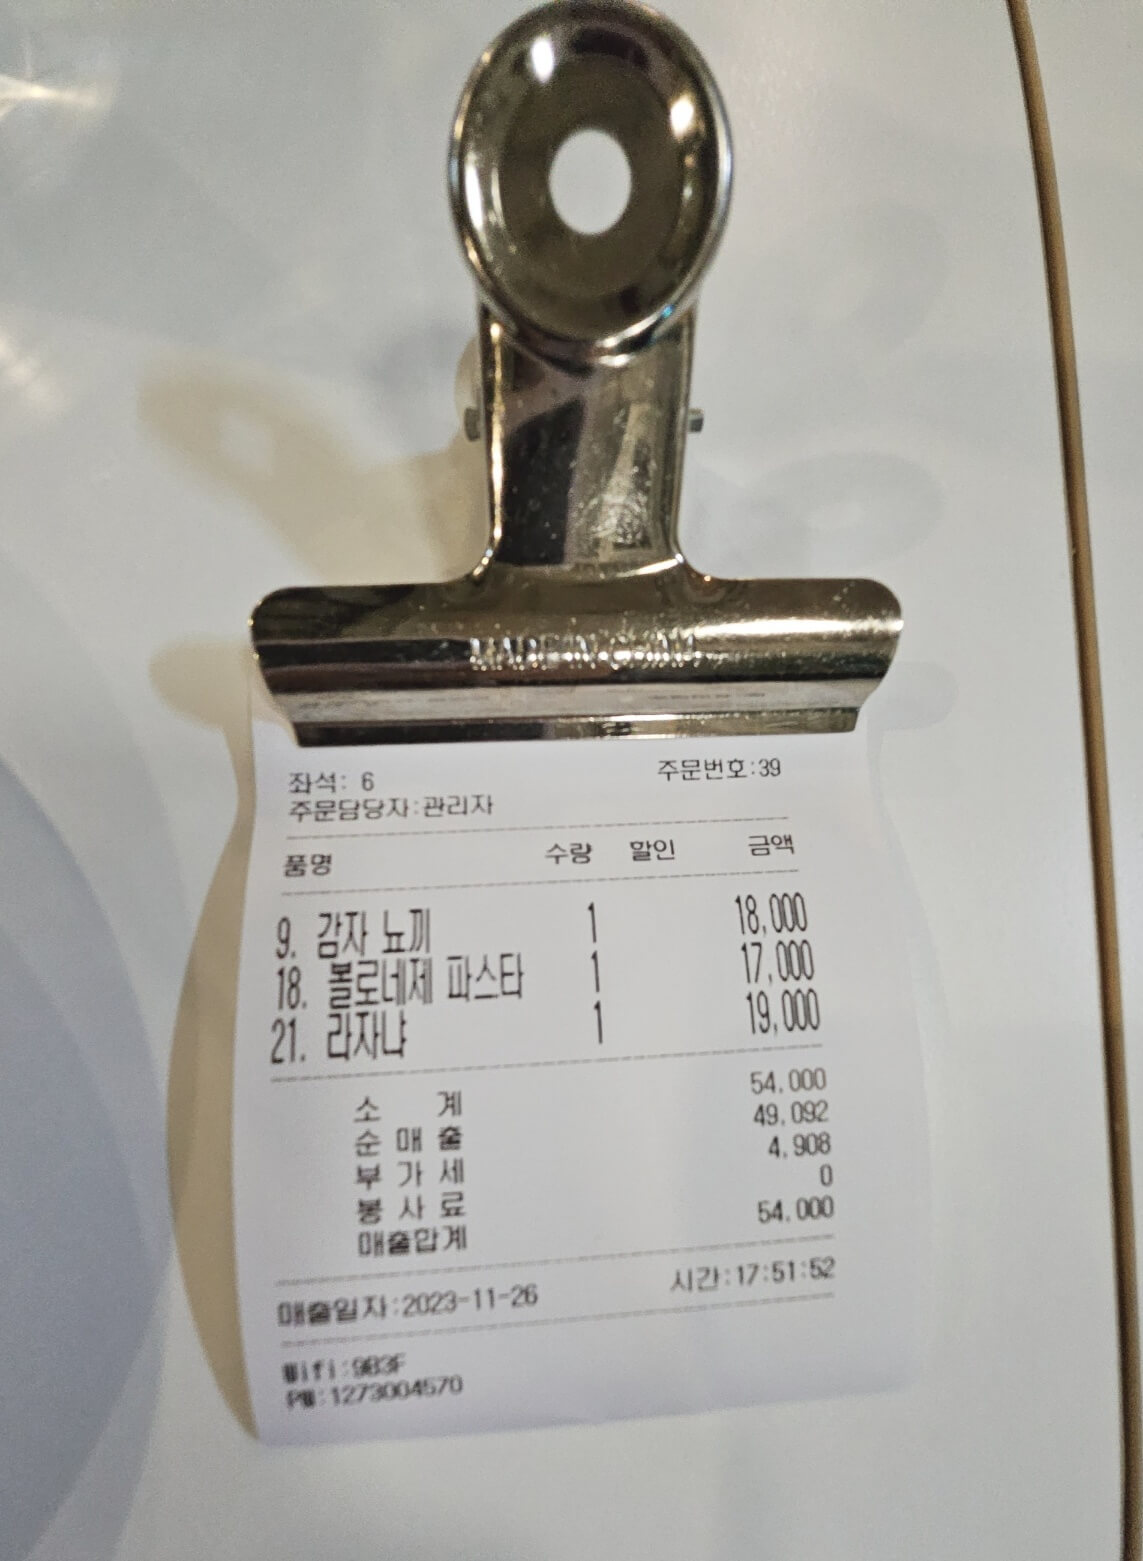 MADE IN CHINA
좌석: 6 주문번호:39
주문담당자:관리자
품명 수량 할인 금액
9. 감자 뇨끼 1 18,000
18. 볼로네제 파스타 1 17,000
21. 라자냐 1 19,000
소 계 54,000
순 매 출 49,092
부 가 세 4,908
봉 사 료 0
매출합계 54,000
매출일자:2023-11-26 시간:17:51:52
Wifi:9B3F
PW:1273004570